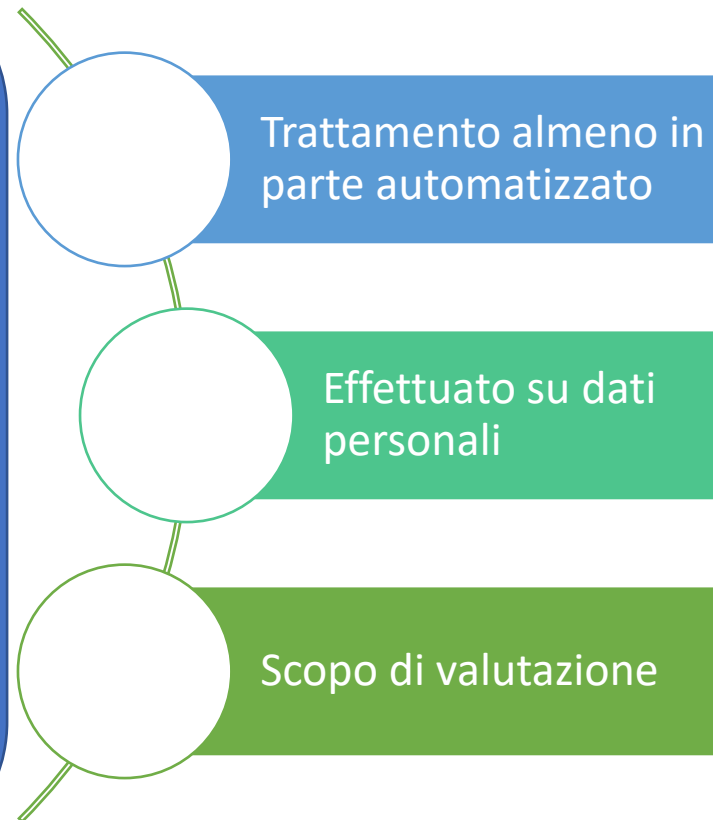 Trattamento almeno in
parte automatizzato
Effettuato su dati
personali
Scopo di valutazione